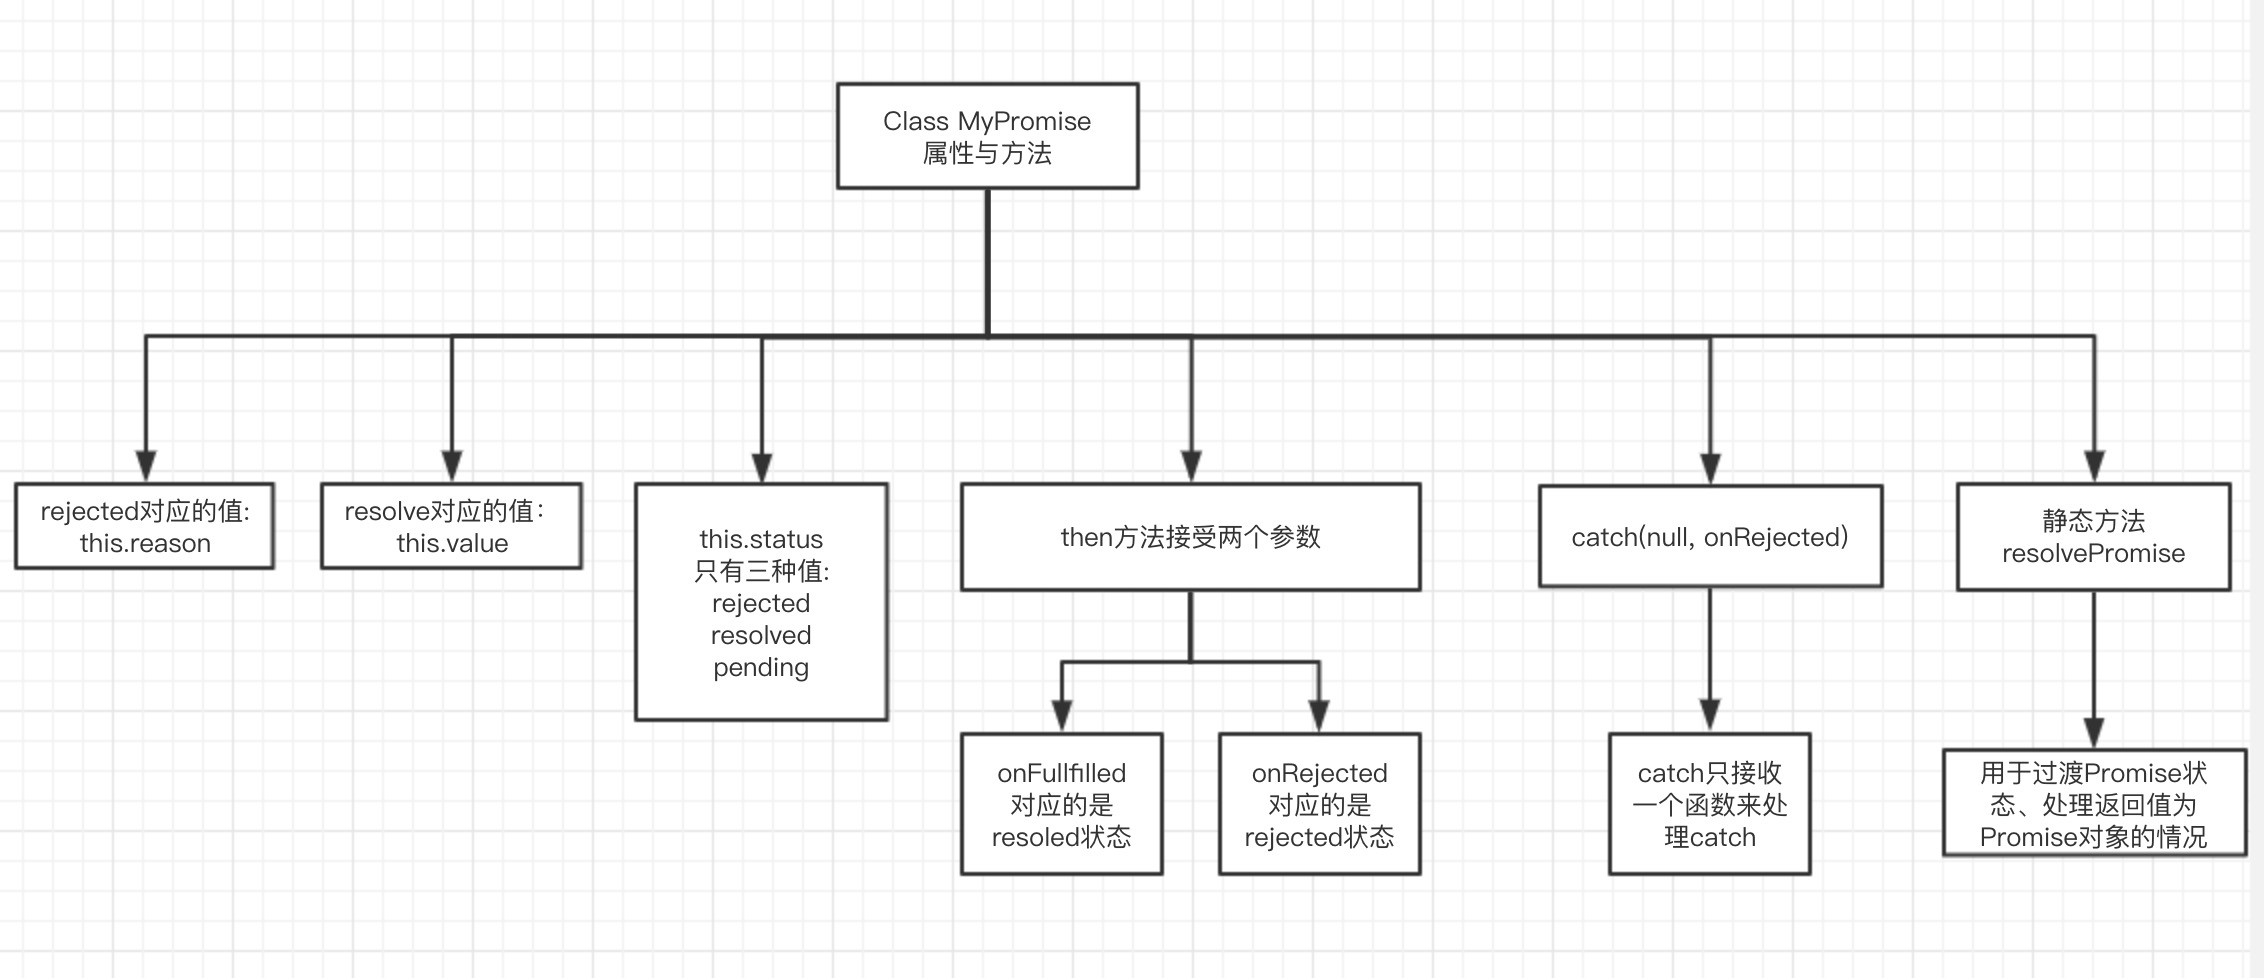 Class MyPromise
属性与方法
rejected对应的值:
this.reason
resolve对应的值：
this.value
this.status
只有三种值:
rejected
resolved
pending
then方法接受两个参数
catch(null, onRejected)
静态方法
resolvePromise
onFullfilled
对应的是
resoled状态
onRejected
对应的是
rejected状态
catch只接收
一个函数来处
理catch
用于过渡Promise状
态、处理返回值为
Promise对象的情况